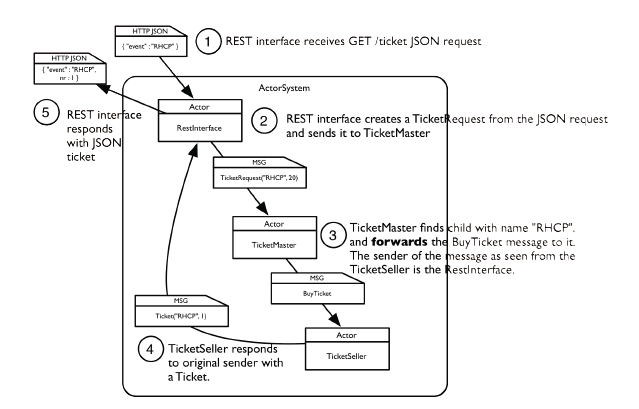 HTTP JSON
{ "event" :"RHCP" }
1
REST interface receives GET /ticket JSON request
HTTP JSON
{ "event" : "RHCP",
nr : 1 }
ActorSystem
5
REST interface
responds
with JSON
ticket
Actor
RestInterface
2
REST interface creates a TicketRequest from the JSON request
and sends it to TicketMaster
MSG
TicketRequest("RHCP", 20)
Actor
TicketMaster
3
TicketMaster finds child with name "RHCP".
and forwards the BuyTicket message to it.
The sender of the message as seen from the
TicketSeller is the RestInterface.
MSG
BuyTicket
MSG
Ticket("RHCP", 1)
4
TicketSeller responds
to original sender with
a Ticket.
Actor
TicketSeller